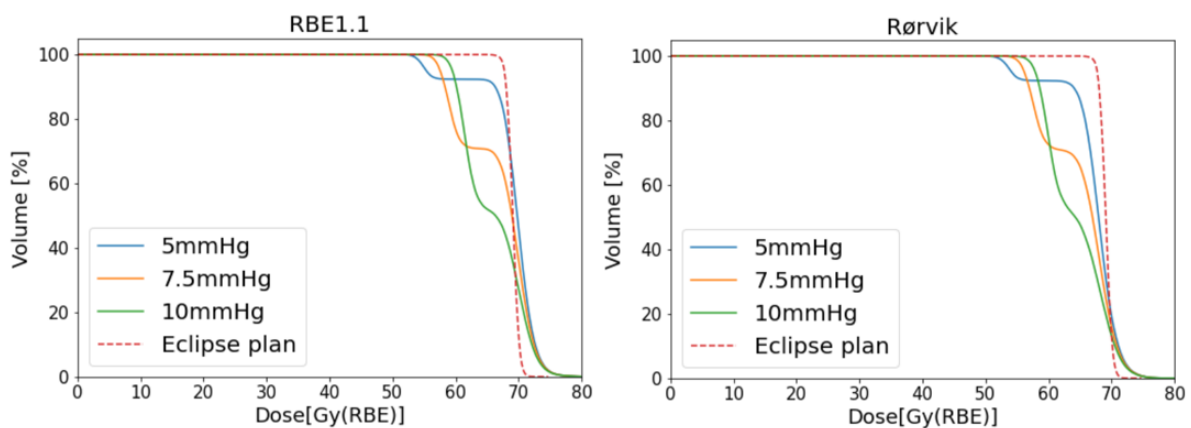 RBE1.1
Volume [%]
100
80
60
40
20
0
5mmHg
7.5mmHg
10mmHg
Eclipse plan
0 10 20 30 40 50 60 70 80
Dose[Gy(RBE)]
Rørvik
Volume [%]
100
80
60
40
20
0
5mmHg
7.5mmHg
10mmHg
Eclipse plan
0 10 20 30 40 50 60 70 80
Dose[Gy(RBE)]